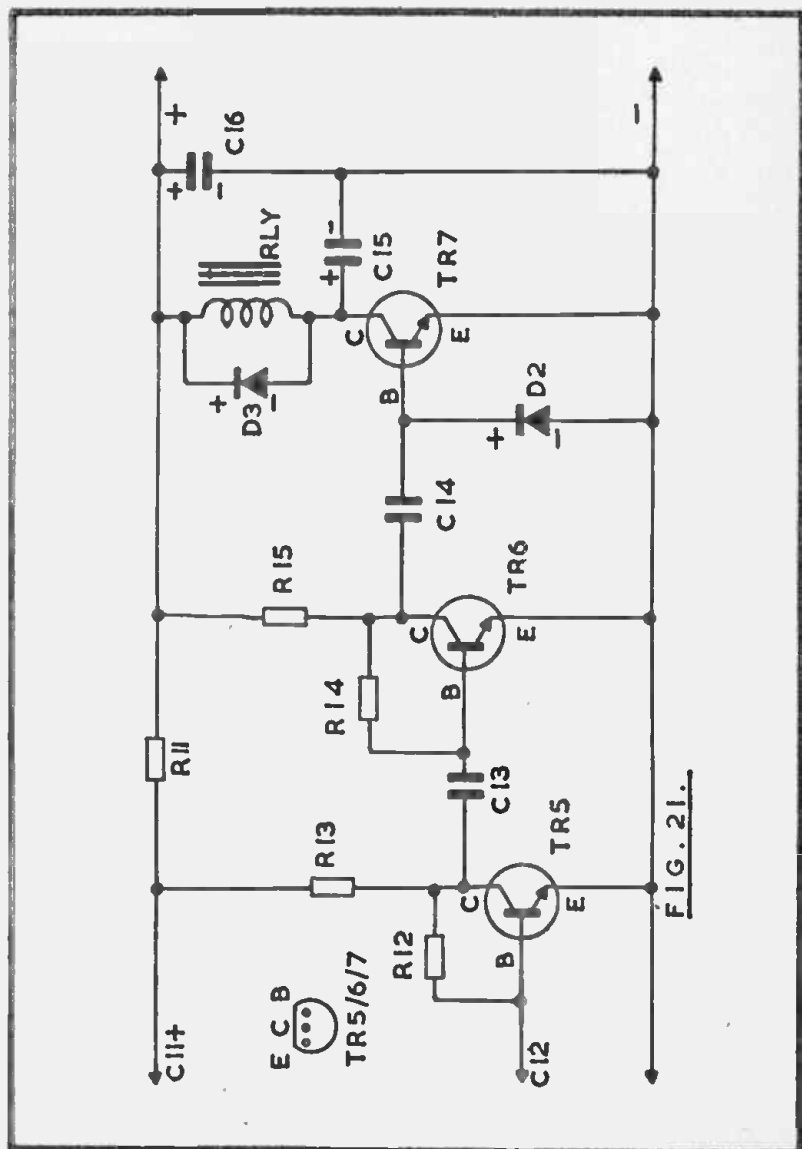 C11+
R11
+
+
C16
-
RLY
+
D3
-
E C B
TR5/6/7
R13
R15
+
-
C15
R12
R14
C
B
E
TR7
C
B
E
TR6
C14
C13
C
B
E
TR5
C12
+
D2
-
-
FIG. 21.